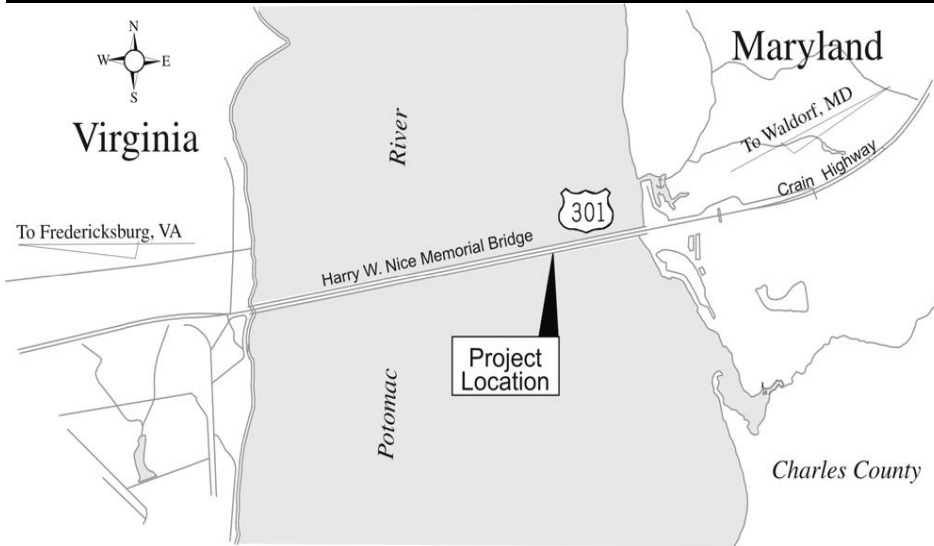 N
W E
S
Virginia
Maryland
River
To Waldorf, MD
Crain Highway
301
To Fredericksburg, VA
Harry W. Nice Memorial Bridge
Project
Location
Potomac
Charles County